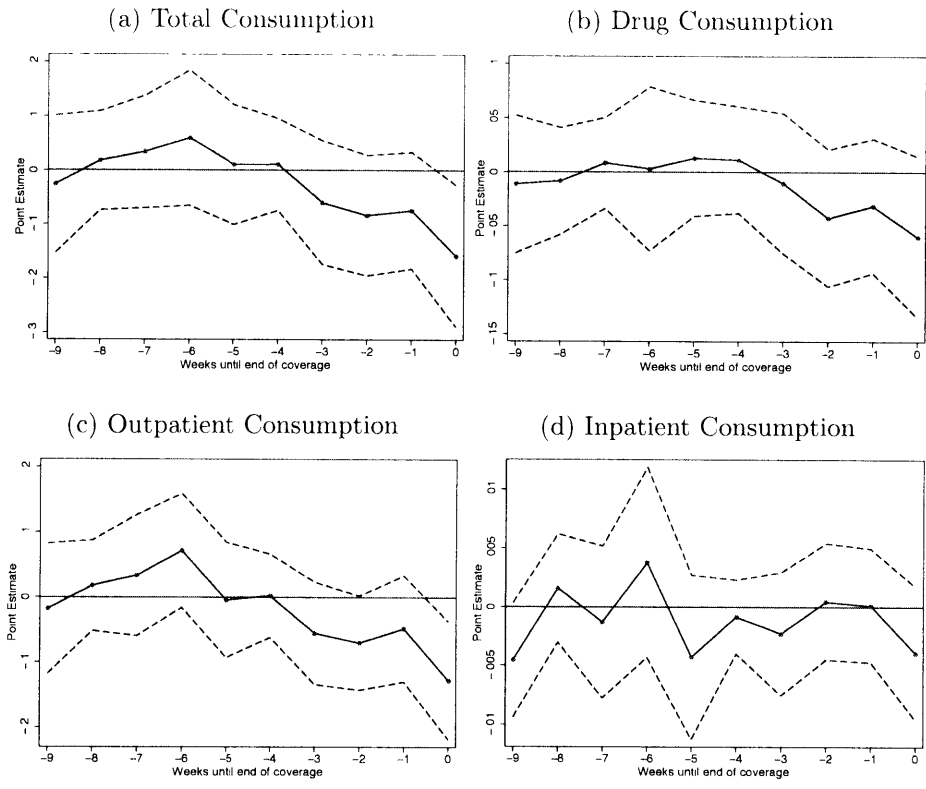 (a) Total Consumption
2
1
0
- 1
- 2
- 3
Point Estimate
-9 -8 -7 -6 -5 -4 -3 -2 -1 0
Weeks until end of coverage
(b) Drug Consumption
1
05
0
- 05
- 1
- 15
Point Estimate
-9 -8 -7 -6 -5 -4 -3 -2 -1 0
Weeks until end of coverage
(c) Outpatient Consumption
2
1
0
- 1
- 2
Point Estimate
-9 -8 -7 -6 -5 -4 -3 -2 -1 0
Weeks until end of coverage
(d) Inpatient Consumption
01
005
0
- 005
- 01
Point Estimate
-9 -8 -7 -6 -5 -4 -3 -2 -1 0
Weeks until end of coverage